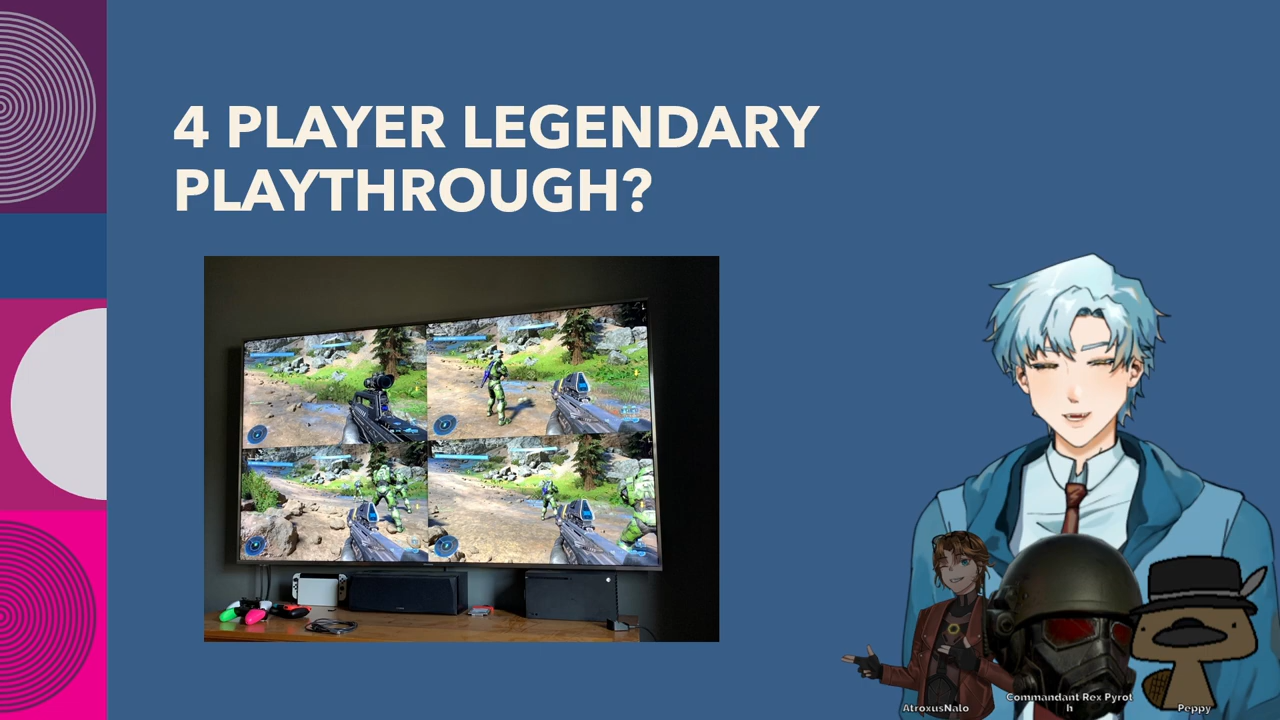 4 PLAYER LEGENDARY
PLAYTHROUGH?
AtroxusNalo
Commandant Rex Pyrot
h
Peppy